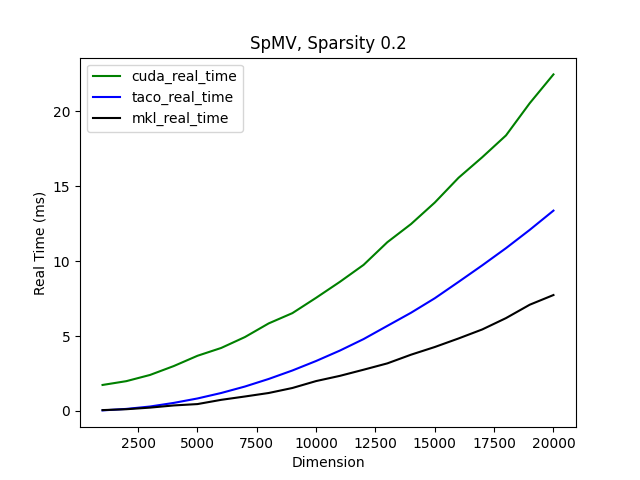 SpMV, Sparsity 0.2
cuda_real_time
taco_real_time
mkl_real_time
Real Time (ms)
20
15
10
5
0
2500 5000 7500 10000 12500 15000 17500 20000
Dimension